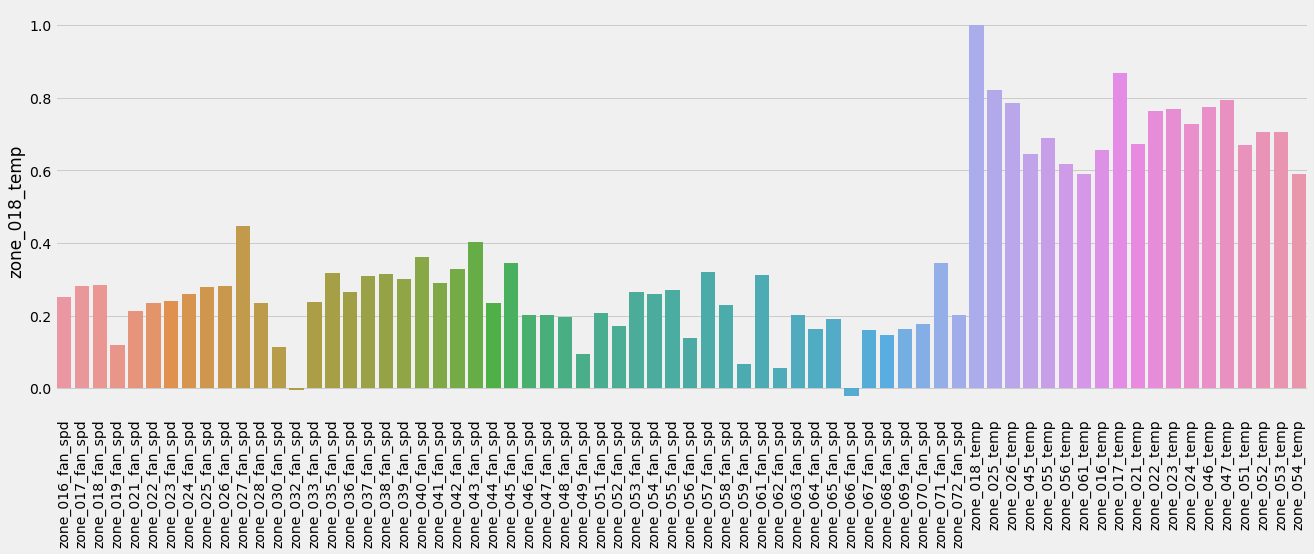 1.0
0.8
0.6
0.4
0.2
0.0
zone_018_temp
zone_016_fan_spd
zone_017_fan_spd
zone_018_fan_spd
zone_019_fan_spd
zone_021_fan_spd
zone_022_fan_spd
zone_023_fan_spd
zone_024_fan_spd
zone_025_fan_spd
zone_026_fan_spd
zone_027_fan_spd
zone_028_fan_spd
zone_030_fan_spd
zone_032_fan_spd
zone_033_fan_spd
zone_035_fan_spd
zone_036_fan_spd
zone_037_fan_spd
zone_038_fan_spd
zone_039_fan_spd
zone_040_fan_spd
zone_041_fan_spd
zone_042_fan_spd
zone_043_fan_spd
zone_044_fan_spd
zone_045_fan_spd
zone_046_fan_spd
zone_047_fan_spd
zone_048_fan_spd
zone_049_fan_spd
zone_051_fan_spd
zone_052_fan_spd
zone_053_fan_spd
zone_054_fan_spd
zone_055_fan_spd
zone_056_fan_spd
zone_057_fan_spd
zone_058_fan_spd
zone_059_fan_spd
zone_061_fan_spd
zone_062_fan_spd
zone_063_fan_spd
zone_064_fan_spd
zone_065_fan_spd
zone_066_fan_spd
zone_067_fan_spd
zone_068_fan_spd
zone_069_fan_spd
zone_070_fan_spd
zone_071_fan_spd
zone_072_fan_spd
zone_018_temp
zone_025_temp
zone_026_temp
zone_045_temp
zone_055_temp
zone_056_temp
zone_061_temp
zone_016_temp
zone_017_temp
zone_021_temp
zone_022_temp
zone_023_temp
zone_024_temp
zone_046_temp
zone_047_temp
zone_051_temp
zone_052_temp
zone_053_temp
zone_054_temp